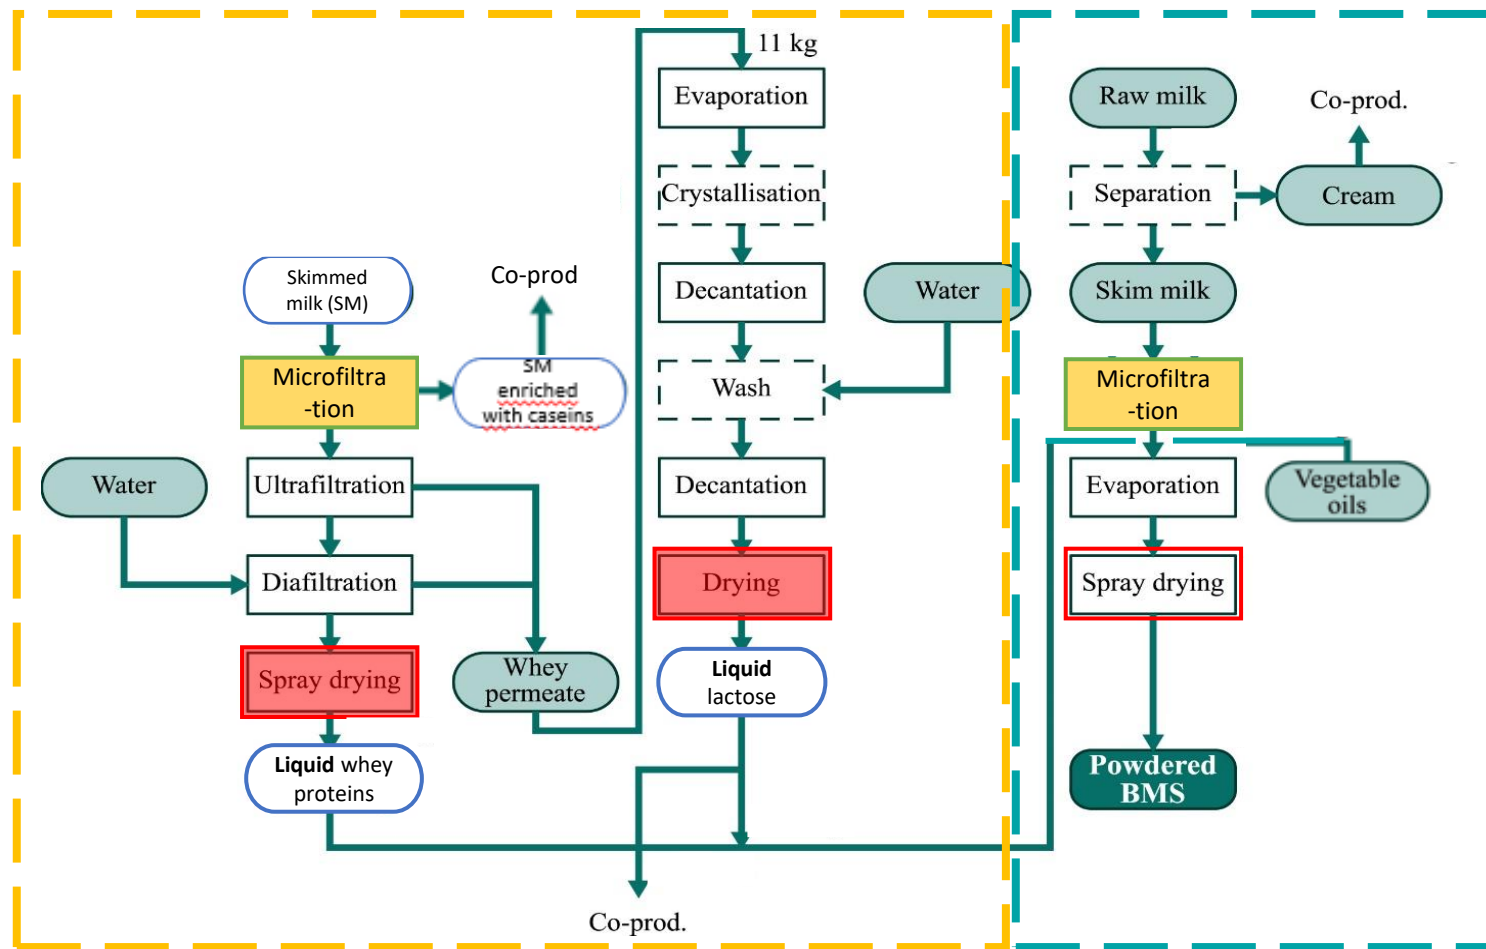 11 kg
Evaporation
Crystallisation
Decantation
Water
Wash
Decantation
Drying
Liquid
lactose
Skimmed
milk (SM)
Co-prod
Microfiltra
-tion
SM
enriched
with caseins
Water
Ultrafiltration
Diafiltration
Spray drying
Whey
permeate
Liquid whey
proteins
Co-prod.
Raw milk
Co-prod.
Separation
Cream
Skim milk
Microfiltra
-tion
Evaporation
Vegetable
oils
Spray drying
Powdered
BMS